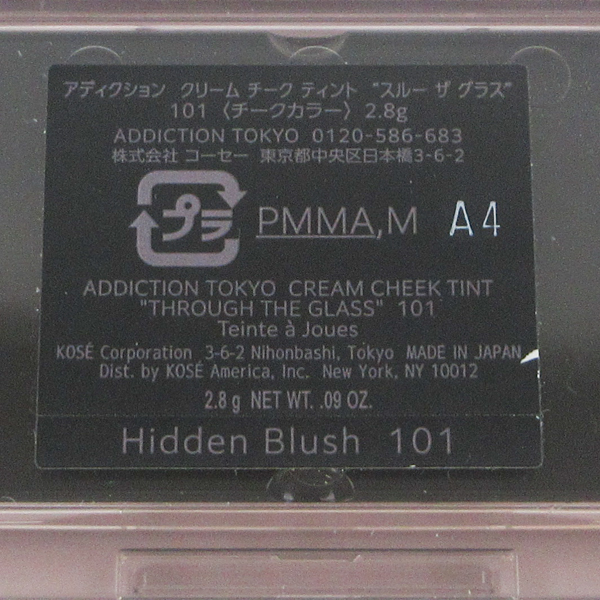 アディクション クリーム チーク ティント "スルー ザ グラス"
101〈チークカラー〉2.8g
ADDICTION TOKYO 0120-586-683
株式会社 コーセー 東京都中央区日本橋3-6-2
プラ PMMA,M A4
ADDICTION TOKYO CREAM CHEEK TINT
"THROUGH THE GLASS" 101
Teinte à Joues
KOSÉ Corporation 3-6-2 Nihonbashi, Tokyo MADE IN JAPAN
Dist. by KOSÉ America, Inc. New York, NY 10012
2.8 g NET WT. .09 OZ.
Hidden Blush 101